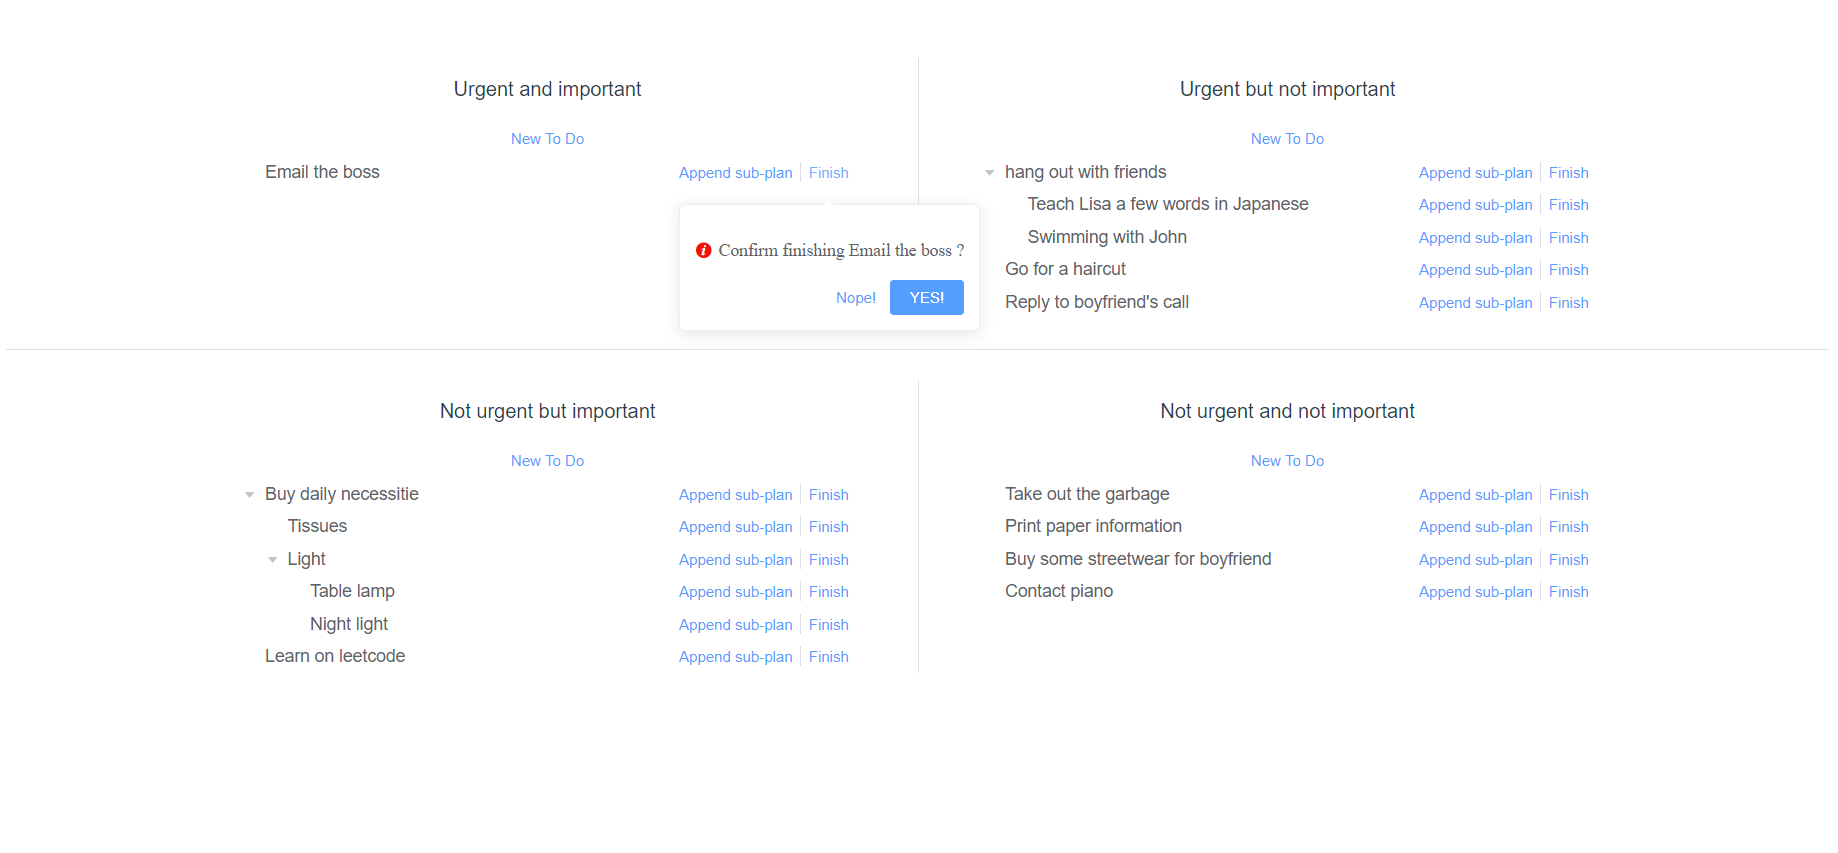 Urgent and important
New To Do
Email the boss Append sub-plan Finish
Confirm finishing Email the boss ?
Nope! YES!
Urgent but not important
New To Do
hang out with friends Append sub-plan Finish
Teach Lisa a few words in Japanese Append sub-plan Finish
Swimming with John Append sub-plan Finish
Go for a haircut Append sub-plan Finish
Reply to boyfriend's call Append sub-plan Finish
Not urgent but important
New To Do
Buy daily necessitie Append sub-plan Finish
Tissues Append sub-plan Finish
Light Append sub-plan Finish
Table lamp Append sub-plan Finish
Night light Append sub-plan Finish
Learn on leetcode Append sub-plan Finish
Not urgent and not important
New To Do
Take out the garbage Append sub-plan Finish
Print paper information Append sub-plan Finish
Buy some streetwear for boyfriend Append sub-plan Finish
Contact piano Append sub-plan Finish